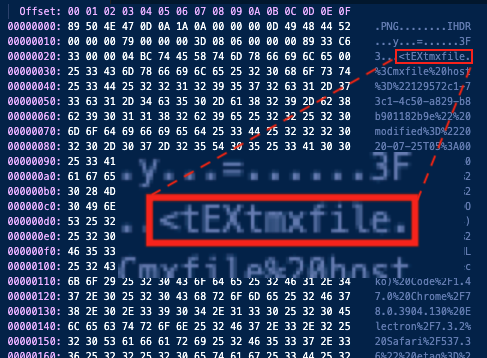 Offset: 00 01 02 03 04 05 06 07 08 09 0A 0B 0C 0D 0E 0F
00000000: 89 50 4E 47 0D 0A 1A 0A 00 00 00 0D 49 48 44 52 .PNG........IHDR
00000010: 00 00 00 79 00 00 00 3D 08 06 00 00 00 89 33 C6 ...y...=......3F
00000020: 33 00 00 04 BC 74 45 58 74 6D 78 66 69 6C 65 00 3..<tEXtmxfile.
00000030: 25 33 43 6D 78 66 69 6C 65 25 32 30 68 6F 73 74 %3Cmxfile%20host
00000040: 25 33 44 25 32 32 31 32 39 35 37 32 63 31 2D 37 %3D%22129572c1-7
00000050: 33 63 31 2D 34 63 35 30 2D 61 38 32 39 2D 62 38 3c1-4c50-a829-b8
00000060: 62 39 30 31 31 38 32 62 39 65 25 32 32 25 32 30 b901182b9e%22%20
00000070: 6D 6F 64 69 66 69 65 64 25 33 44 25 32 32 32 30 modified%3D%2220
00000080: 32 30 2D 30 37 2D 32 35 54 30 35 25 33 41 30 30 20-07-25T05%3A00
00000090: 25 33 41
000000a0: 61 67 65
000000b0: 30 28 4D
000000c0: 30 49 6E
000000d0: 53 25 32
000000e0: 25 32 30
000000f0: 46 35 33
00000100: 25 32 43
.y...=......3F
..<tEXtmxfile.
Cmxfile%20host
00000110: 6B 6F 29 25 32 30 43 6F 64 65 25 32 46 31 2E 34 ko)%20Code%2F1.4
00000120: 37 2E 30 25 32 30 43 68 72 6F 6D 65 25 32 46 37 7.0%20Chrome%2F7
00000130: 38 2E 30 2E 33 39 30 34 2E 31 33 30 25 32 30 45 8.0.3904.130%20E
00000140: 6C 65 63 74 72 6F 6E 25 32 46 37 2E 33 2E 32 25 lectron%2F7.3.2%
00000150: 32 30 53 61 66 61 72 69 25 32 46 35 33 37 2E 33 20Safari%2F537.3
00000160: 36 25 32 32 25 32 30 65 74 61 67 25 33 44 25 32 6%22%20etag%3D%2